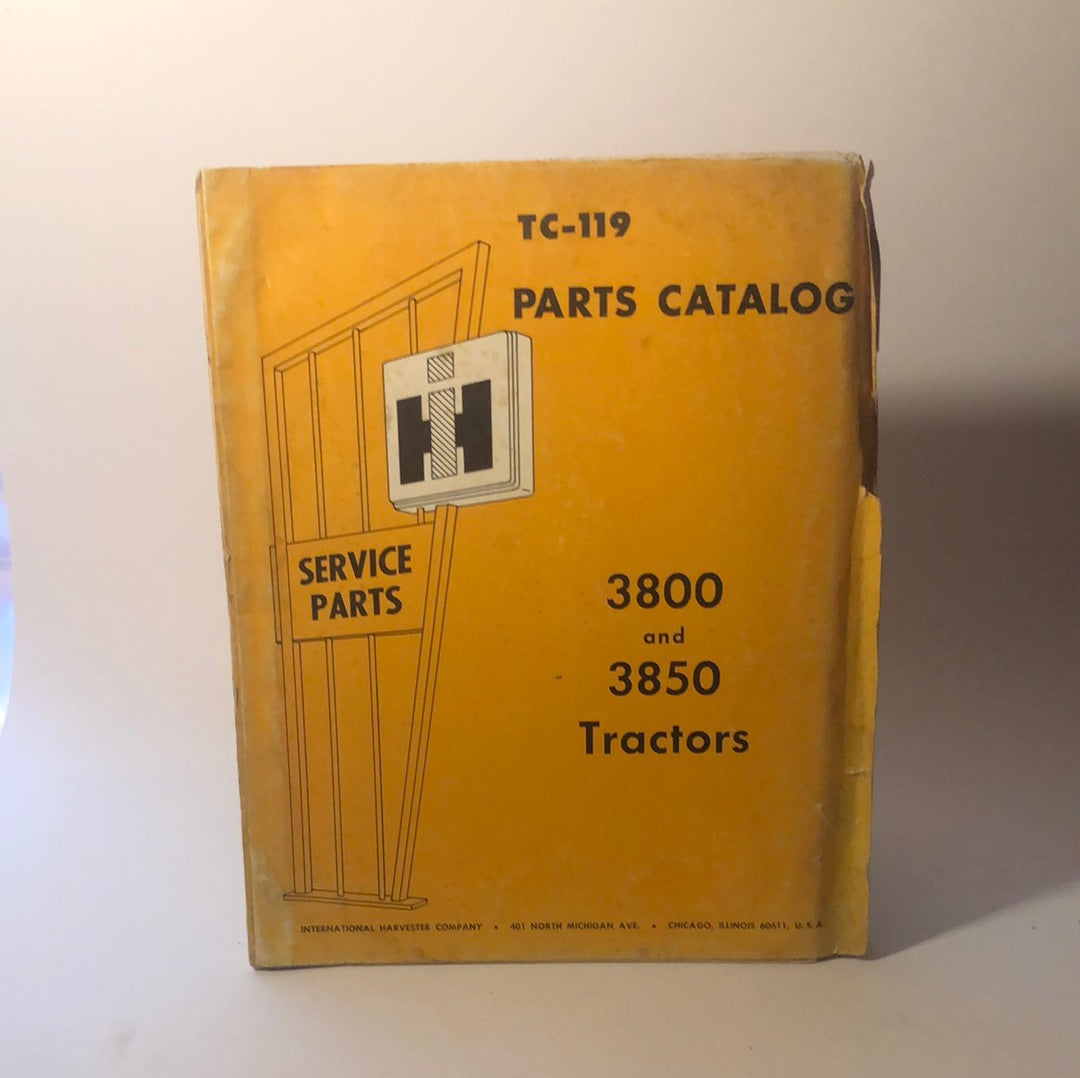 TC-119
PARTS CATALOG
IH
SERVICE
PARTS
3800
and
3850
Tractors
INTERNATIONAL HARVESTER COMPANY • 401 NORTH MICHIGAN AVE. • CHICAGO, ILLINOIS 60611, U. S. A.